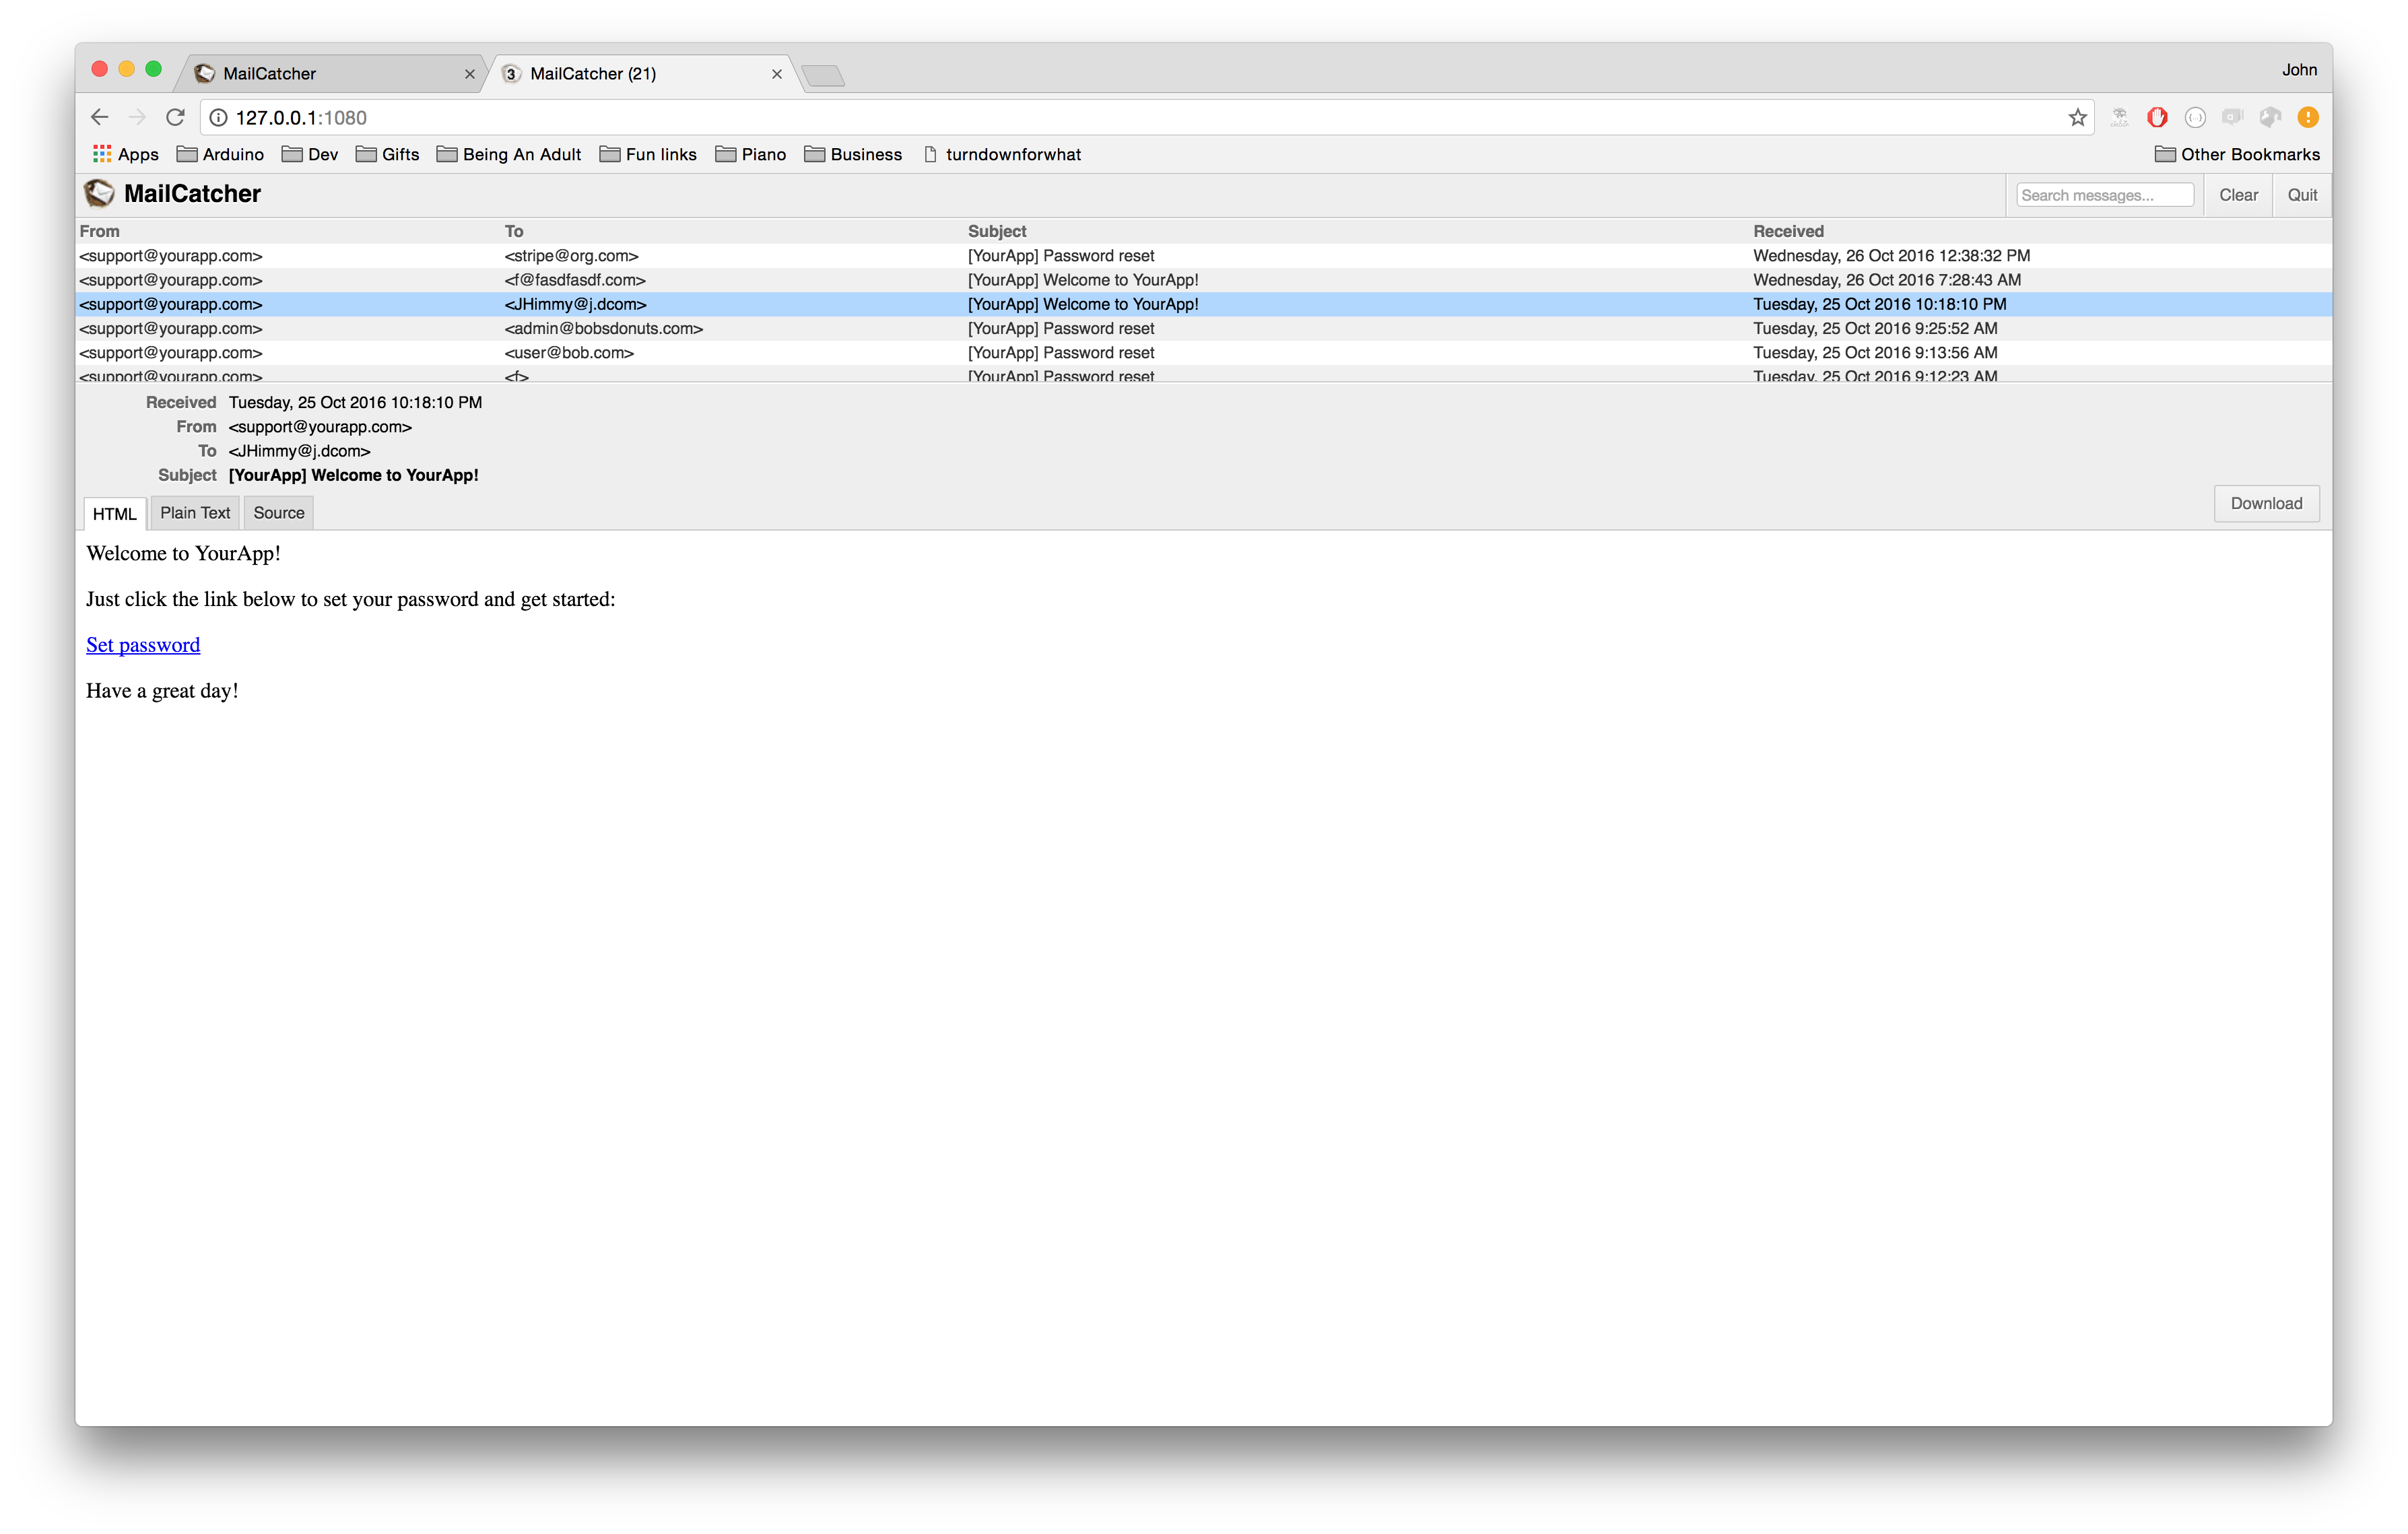 MailCatcher
3 MailCatcher (21)
John
127.0.0.1:1080
Apps Arduino Dev Gifts Being An Adult Fun links Piano Business turndownforwhat Other Bookmarks
MailCatcher Search messages... Clear Quit
From To Subject Received
<support@yourapp.com> <stripe@org.com> [YourApp] Password reset Wednesday, 26 Oct 2016 12:38:32 PM
<support@yourapp.com> <f@fasdfasdf.com> [YourApp] Welcome to YourApp! Wednesday, 26 Oct 2016 7:28:43 AM
<support@yourapp.com> <JHimmy@j.dcom> [YourApp] Welcome to YourApp! Tuesday, 25 Oct 2016 10:18:10 PM
<support@yourapp.com> <admin@bobsdonuts.com> [YourApp] Password reset Tuesday, 25 Oct 2016 9:25:52 AM
<support@yourapp.com> <user@bob.com> [YourApp] Password reset Tuesday, 25 Oct 2016 9:13:56 AM
<support@yourapp.com> <f> [YourApp] Password reset Tuesday, 25 Oct 2016 9:12:23 AM
Received Tuesday, 25 Oct 2016 10:18:10 PM
From <support@yourapp.com>
To <JHimmy@j.dcom>
Subject [YourApp] Welcome to YourApp!
HTML Plain Text Source Download
Welcome to YourApp!
Just click the link below to set your password and get started:
Set password
Have a great day!